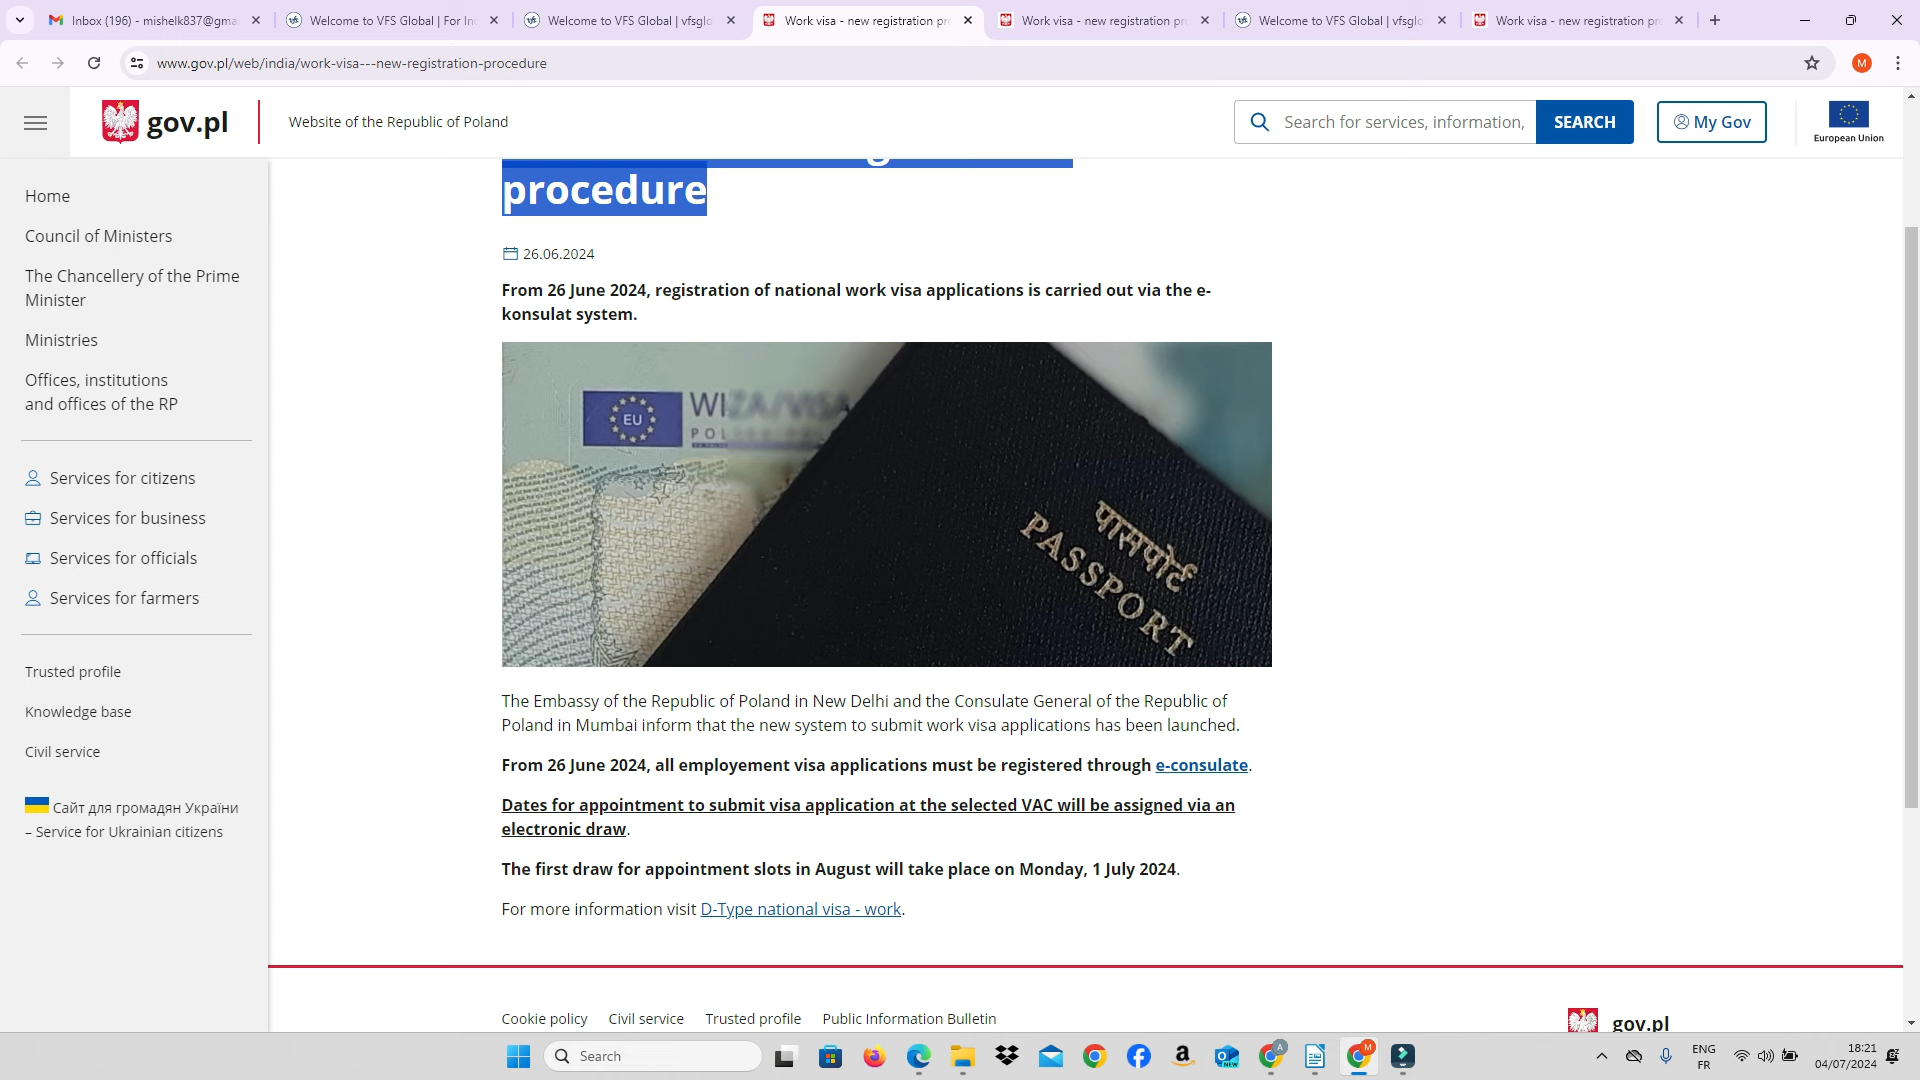 Inbox (196) - mishelk837@gma
Welcome to VFS Global | For In
Welcome to VFS Global | vfsglo
Work visa - new registration pr
Work visa - new registration pr
Welcome to VFS Global | vfsglo
Work visa - new registration pr
www.gov.pl/web/india/work-visa---new-registration-procedure
M
gov.pl
Website of the Republic of Poland
Search for services, information,
SEARCH
My Gov
European Union
Home
Council of Ministers
The Chancellery of the Prime
Minister
Ministries
Offices, institutions
and offices of the RP
Services for citizens
Services for business
Services for officials
Services for farmers
Trusted profile
Knowledge base
Civil service
Сайт для громадян України
– Service for Ukrainian citizens
procedure
26.06.2024
From 26 June 2024, registration of national work visa applications is carried out via the e-
konsulat system.
EU
WIZA/VISA
पासपोर्ट
PASSPORT
The Embassy of the Republic of Poland in New Delhi and the Consulate General of the Republic of
Poland in Mumbai inform that the new system to submit work visa applications has been launched.
From 26 June 2024, all employement visa applications must be registered through e-consulate.
Dates for appointment to submit visa application at the selected VAC will be assigned via an
electronic draw.
The first draw for appointment slots in August will take place on Monday, 1 July 2024.
For more information visit D-Type national visa - work.
Cookie policy Civil service Trusted profile Public Information Bulletin
gov.pl
Search
ENG
FR
18:21
04/07/2024